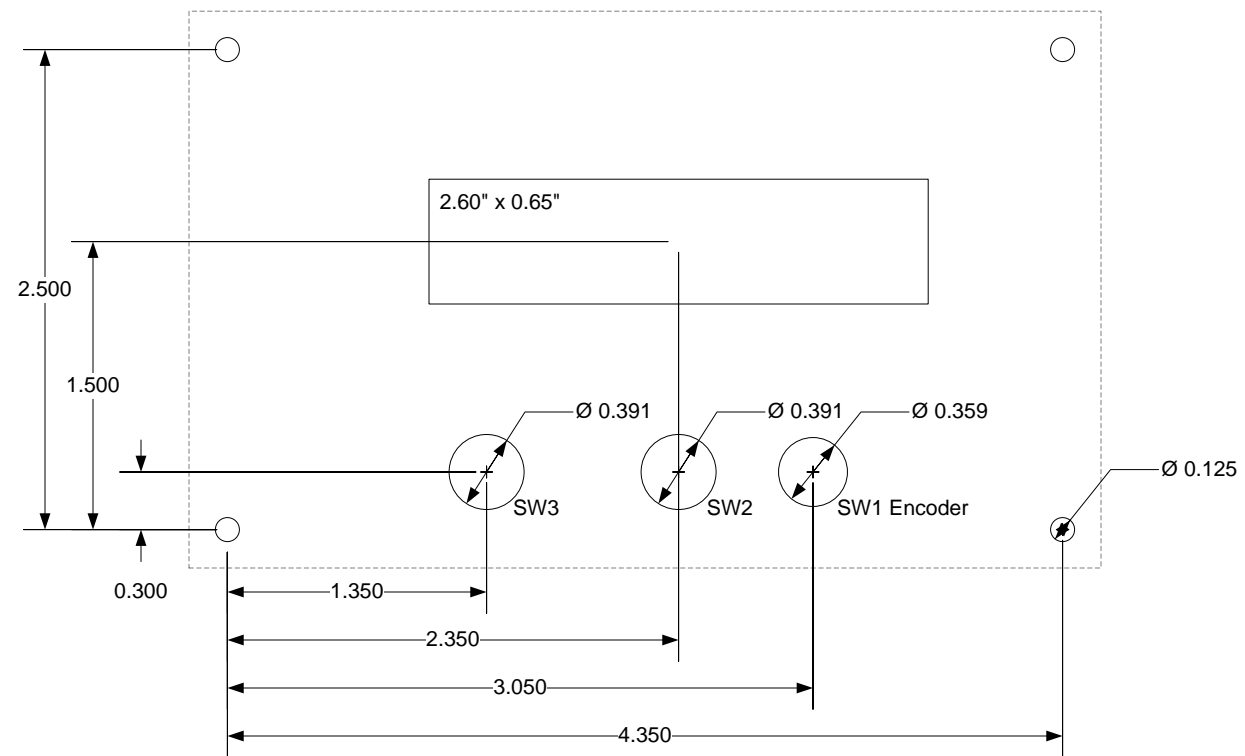 2.60" x 0.65"
2.500
1.500
Ø 0.391
Ø 0.391
Ø 0.359
Ø 0.125
SW3
SW2
SW1 Encoder
0.300
1.350
2.350
3.050
4.350